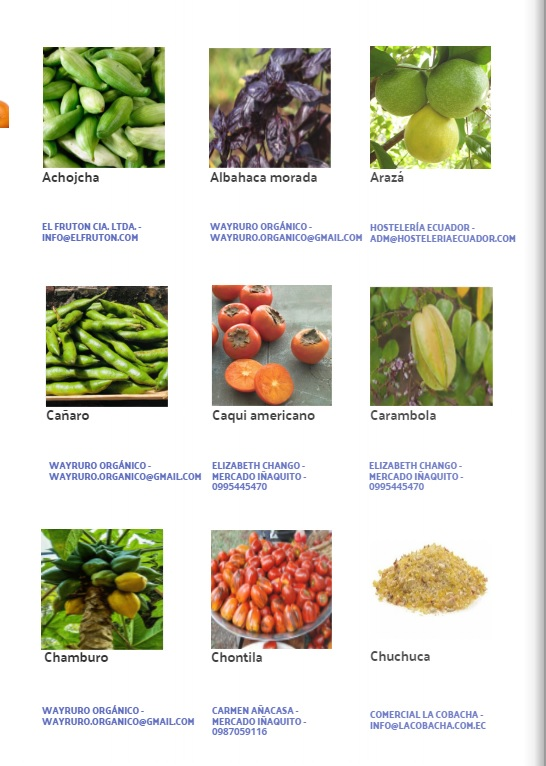 Achojcha
Albahaca morada
Arazá
EL FRUTON CIA. LTDA. -
INFO@ELFRUTON.COM
WAYRURO ORGÁNICO -
WAYRURO.ORGANICO@GMAIL.COM
HOSTELERÍA ECUADOR -
ADM@HOSTELERIAECUADOR.COM
Cañaro
Caqui americano
Carambola
WAYRURO ORGÁNICO -
WAYRURO.ORGANICO@GMAIL.COM
ELIZABETH CHANGO -
MERCADO IÑAQUITO -
0995445470
ELIZABETH CHANGO -
MERCADO IÑAQUITO -
0995445470
Chamburo
Chontila
Chuchuca
WAYRURO ORGÁNICO -
WAYRURO.ORGANICO@GMAIL.COM
CARMEN AÑACASA -
MERCADO IÑAQUITO -
0987059116
COMERCIAL LA COBACHA -
INFO@LACOBACHA.COM.EC